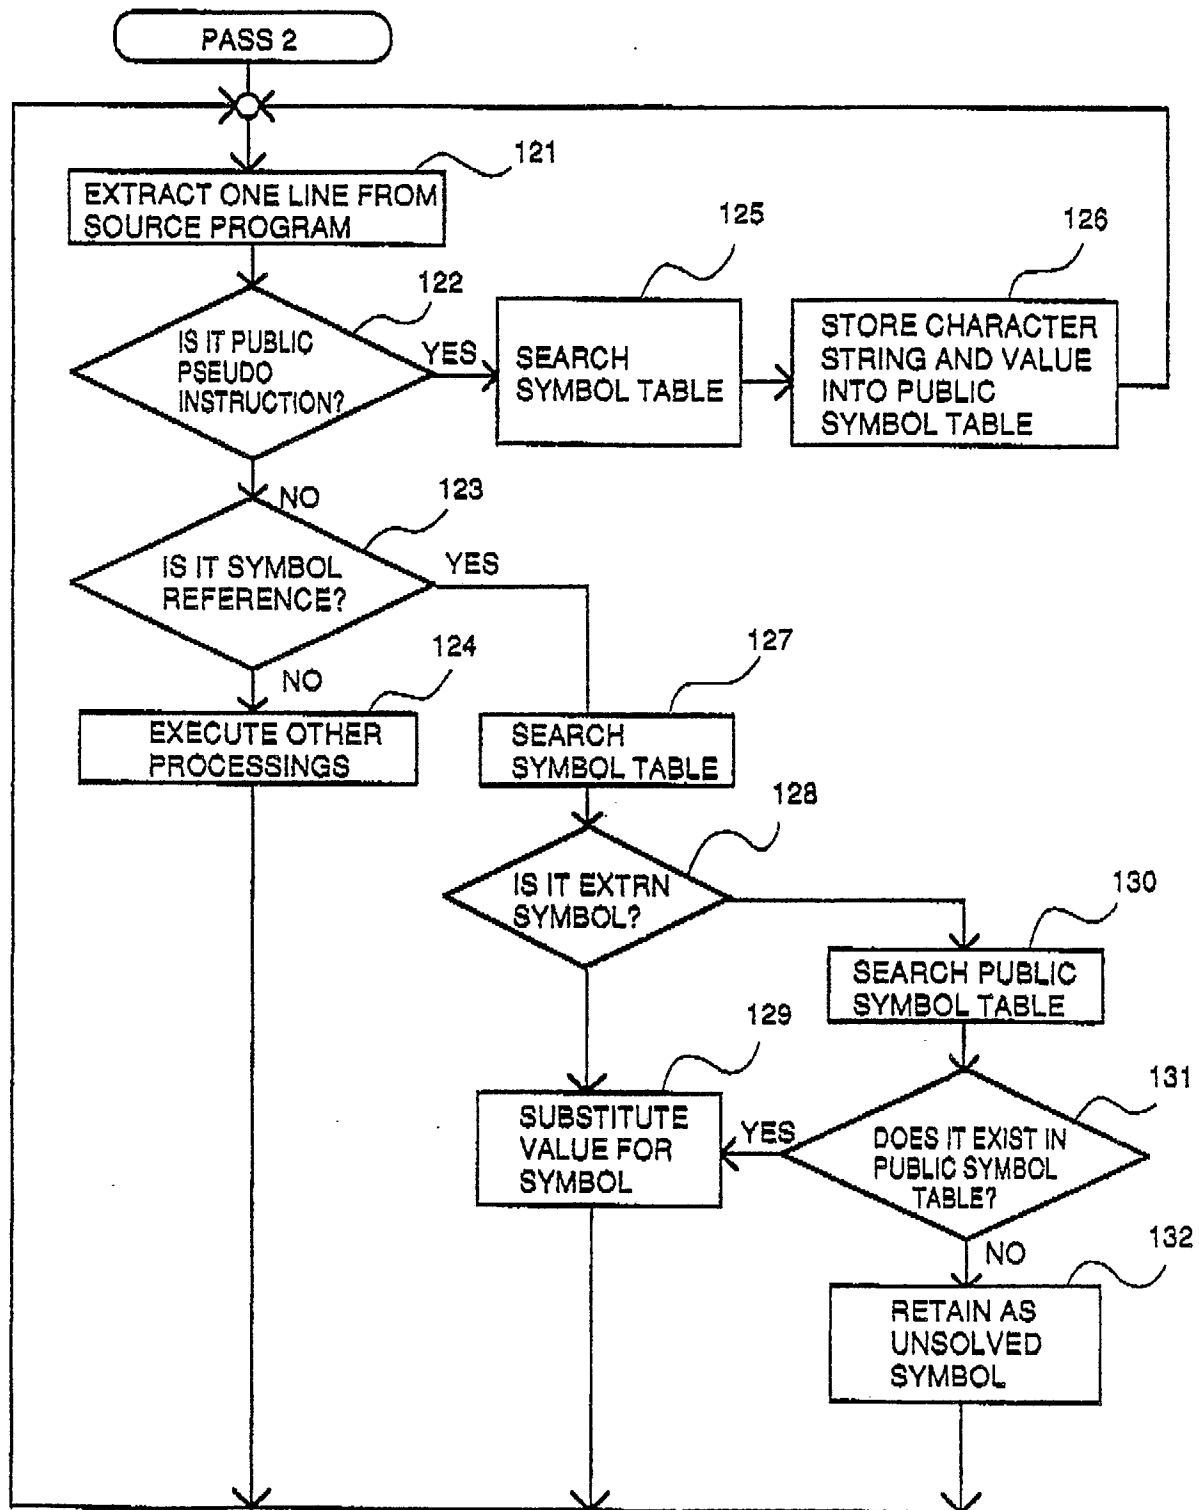 PASS 2
121
EXTRACT ONE LINE FROM
SOURCE PROGRAM
122
IS IT PUBLIC
PSEUDO
INSTRUCTION?
YES
125
SEARCH
SYMBOL TABLE
126
STORE CHARACTER
STRING AND VALUE
INTO PUBLIC
SYMBOL TABLE
NO
123
IS IT SYMBOL
REFERENCE?
YES
NO
124
EXECUTE OTHER
PROCESSINGS
127
SEARCH
SYMBOL TABLE
128
IS IT EXTRN
SYMBOL?
130
SEARCH PUBLIC
SYMBOL TABLE
129
SUBSTITUTE
VALUE FOR
SYMBOL
YES
131
DOES IT EXIST IN
PUBLIC SYMBOL
TABLE?
NO
132
RETAIN AS
UNSOLVED
SYMBOL